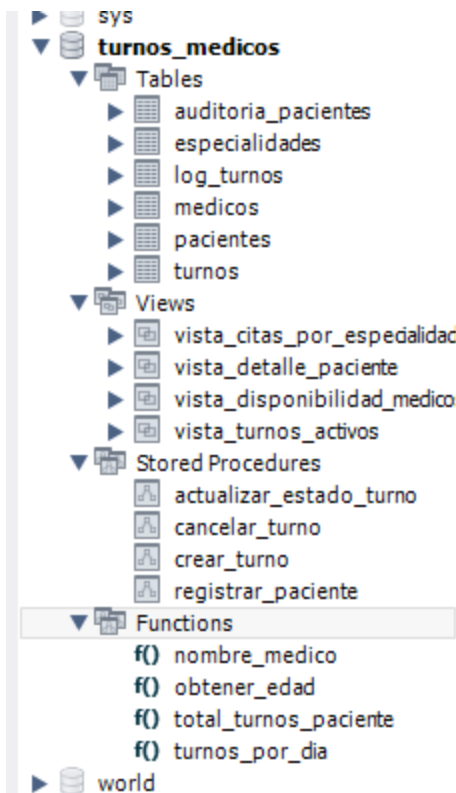 sys
turnos_medicos
Tables
auditoria_pacientes
especialidades
log_turnos
medicos
pacientes
turnos
Views
vista_citas_por_especialidad
vista_detalle_paciente
vista_disponibilidad_medicos
vista_turnos_activos
Stored Procedures
actualizar_estado_turno
cancelar_turno
crear_turno
registrar_paciente
Functions
f() nombre_medico
f() obtener_edad
f() total_turnos_paciente
f() turnos_por_dia
world